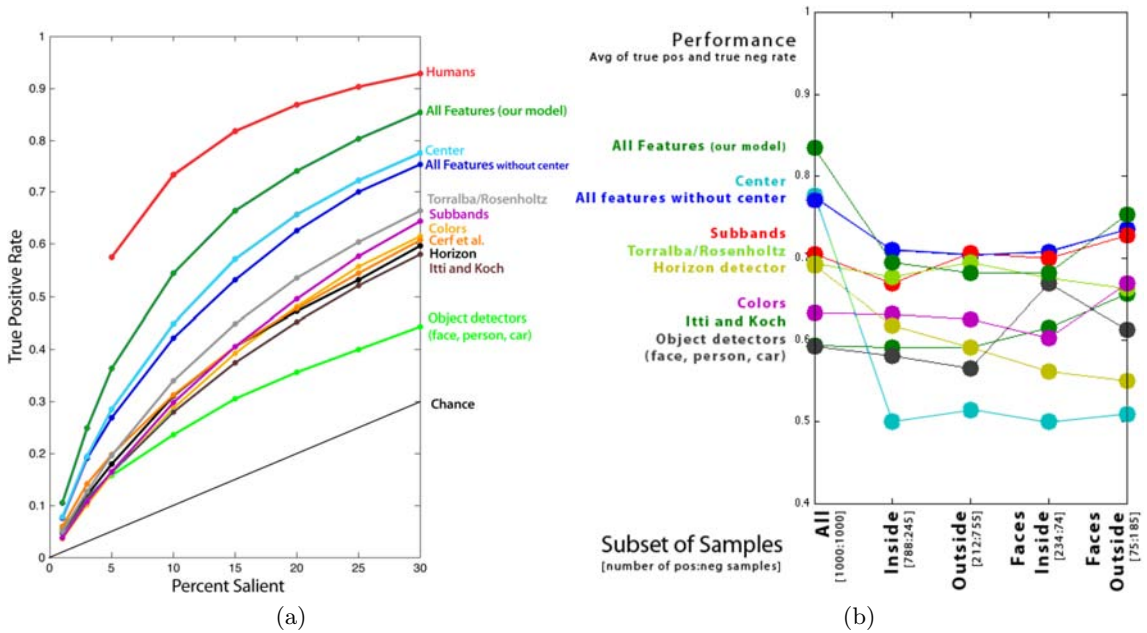 1
0.9
0.8
0.7
0.6
0.5
0.4
0.3
0.2
0.1
0
True Positive Rate
Humans
All Features (our model)
Center
All Features without center
Torralba/Rosenholtz
Subbands
Colors
Cerf et al.
Horizon
Itti and Koch
Object detectors
(face, person, car)
Chance
0 5 10 15 20 25 30
Percent Salient
(a)
Performance
Avg of true pos and true neg rate
1
0.9
0.8
0.7
0.6
0.5
0.4
All Features (our model)
Center
All features without center
Subbands
Torralba/Rosenholtz
Horizon detector
Colors
Itti and Koch
Object detectors
(face, person, car)
Subset of Samples
[number of pos:neg samples]
All
[1000:1000]
Inside
[788:245]
Outside
[212:755]
Faces
Inside
[234:74]
Faces
Outside
[75:185]
(b)